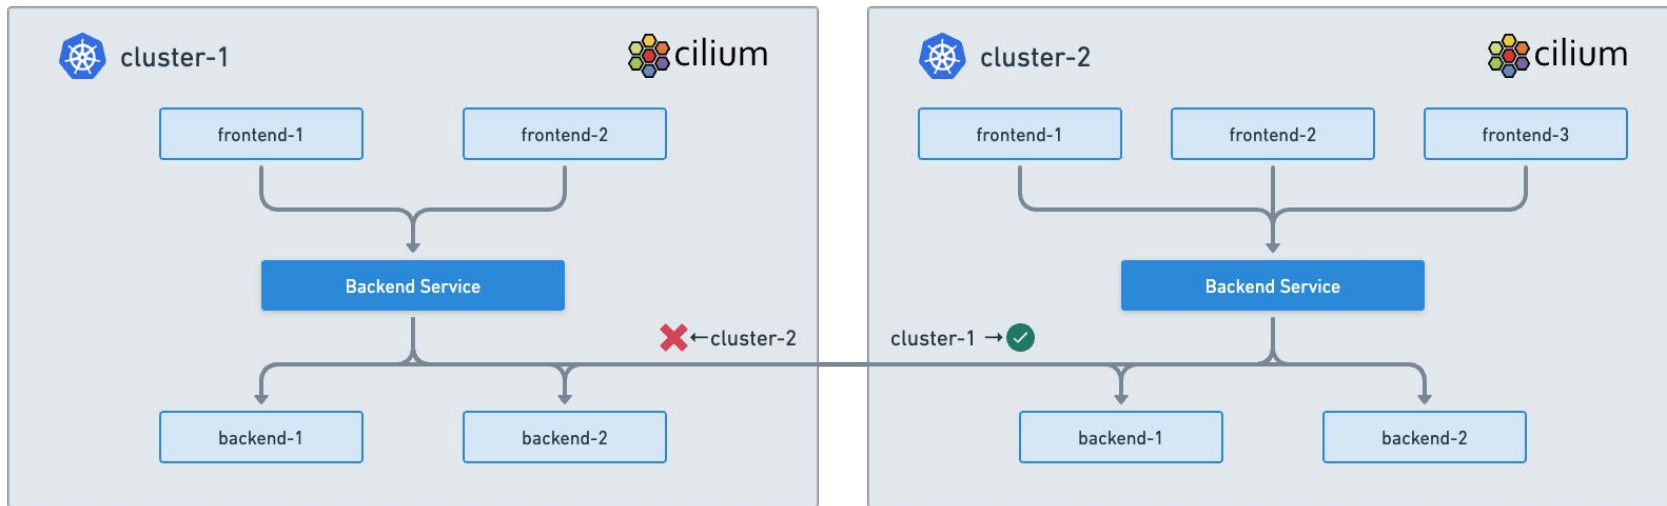 cluster-1
cilium
cluster-2
cilium
frontend-1
frontend-2
frontend-1
frontend-2
frontend-3
Backend Service
Backend Service
←cluster-2
cluster-1 →
backend-1
backend-2
backend-1
backend-2